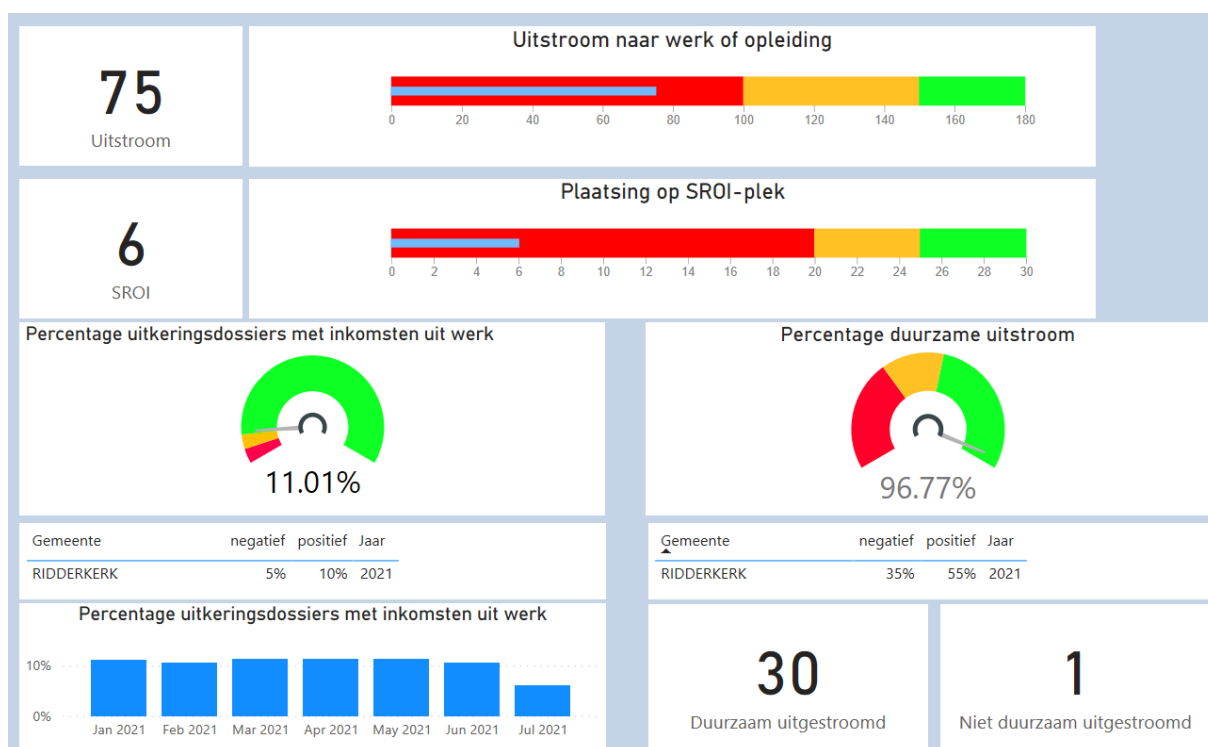 75
Uitstroom
Uitstroom naar werk of opleiding
0 20 40 60 80 100 120 140 160 180
6
SROI
Plaatsing op SROI-plek
0 2 4 6 8 10 12 14 16 18 20 22 24 26 28 30
Percentage uitkeringsdossiers met inkomsten uit werk
11.01%
Percentage duurzame uitstroom
96.77%
Gemeente negatief positief Jaar
RIDDERKERK 5% 10% 2021
Gemeente negatief positief Jaar
RIDDERKERK 35% 55% 2021
Percentage uitkeringsdossiers met inkomsten uit werk
10%
0%
Jan 2021 Feb 2021 Mar 2021 Apr 2021 May 2021 Jun 2021 Jul 2021
30
Duurzaam uitgestroomd
1
Niet duurzaam uitgestroomd